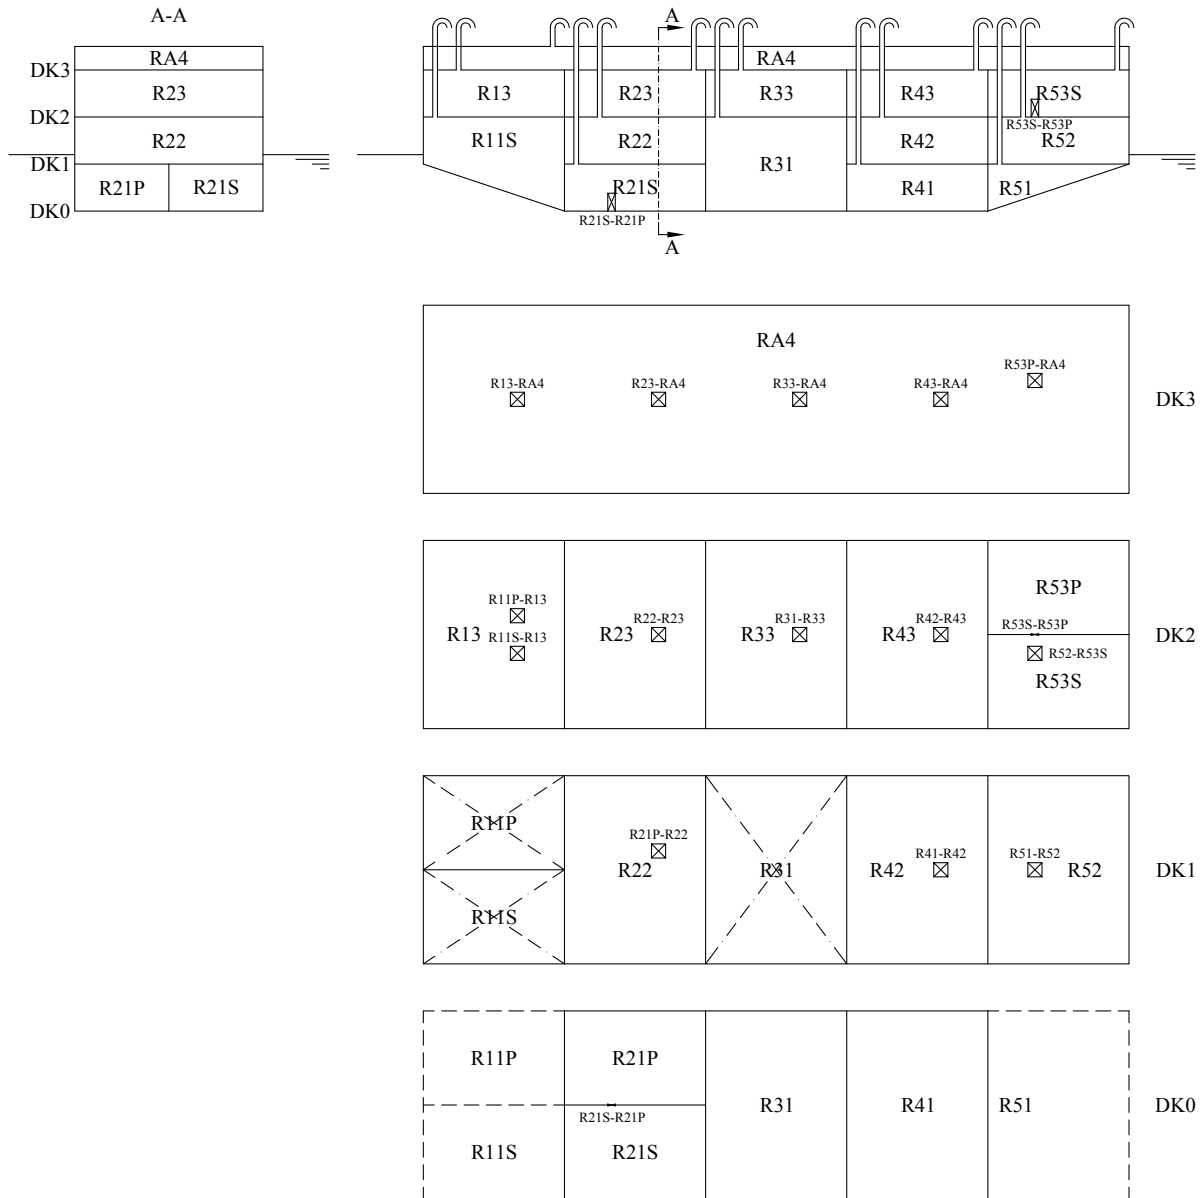 A-A
A
RA4
RA4
DK3
R23
R13
R23
R33
R43
R53S
DK2
R53S-R53P
R22
R11S
R22
R42
R52
DK1
R31
R21P
R21S
R21S
R41
R51
DK0
R21S-R21P
A
RA4
R53P-RA4
R13-RA4
R23-RA4
R33-RA4
R43-RA4
DK3
R53P
R11P-R13
R22-R23
R31-R33
R42-R43
R53S-R53P
R13
R11S-R13
R23
R33
R43
DK2
R52-R53S
R53S
R11P
R21P-R22
R41-R42
R51-R52
R22
R31
R42
R52
DK1
R11S
R11P
R21P
R31
R41
R51
DK0
R21S-R21P
R11S
R21S